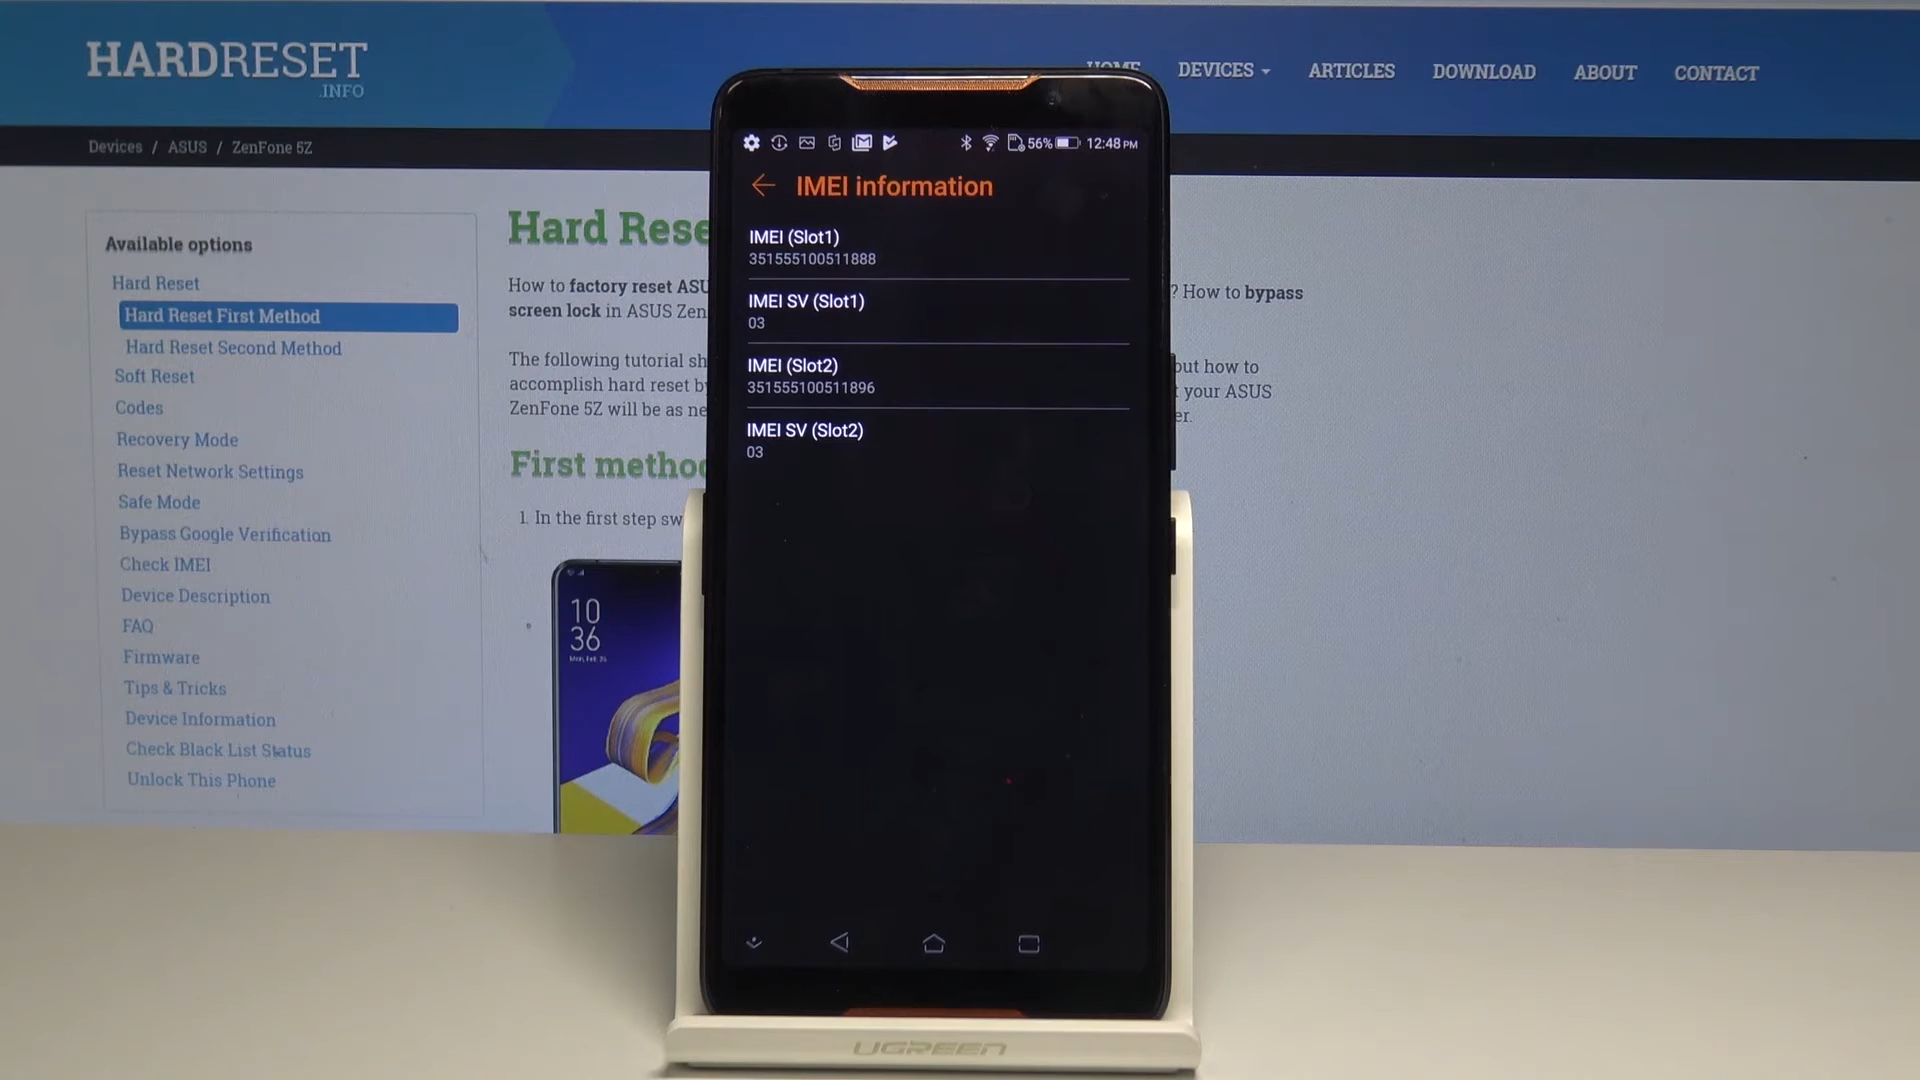 HARDRESET
.INFO
HOME
DEVICES
ARTICLES
DOWNLOAD
ABOUT
CONTACT
Devices / ASUS / ZenFone 5Z
Available options
Hard Reset
Hard Reset First Method
Hard Reset Second Method
Soft Reset
Codes
Recovery Mode
Reset Network Settings
Safe Mode
Bypass Google Verification
Check IMEI
Device Description
FAQ
Firmware
Tips & Tricks
Device Information
Check Black List Status
Unlock This Phone
Hard Rese
How to factory reset ASU
? How to bypass
screen lock in ASUS Zen
The following tutorial sh
out how to
accomplish hard reset b
your ASUS
ZenFone 5Z will be as ne
er.
First metho
1. In the first step sw
10
36
56%
12:48 PM
IMEI information
IMEI (Slot1)
351555100511888
IMEI SV (Slot1)
03
IMEI (Slot2)
351555100511896
IMEI SV (Slot2)
03
UGREEN